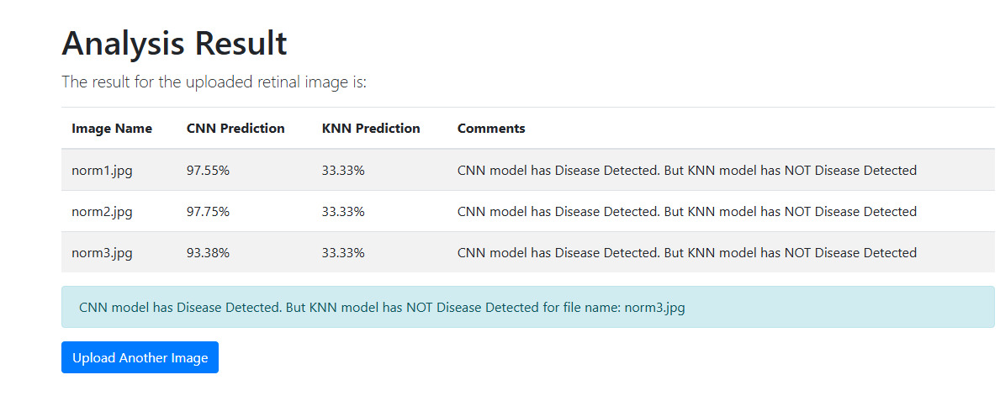 Analysis Result
The result for the uploaded retinal image is:
Image Name CNN Prediction KNN Prediction Comments
norm1.jpg 97.55% 33.33% CNN model has Disease Detected. But KNN model has NOT Disease Detected
norm2.jpg 97.75% 33.33% CNN model has Disease Detected. But KNN model has NOT Disease Detected
norm3.jpg 93.38% 33.33% CNN model has Disease Detected. But KNN model has NOT Disease Detected
CNN model has Disease Detected. But KNN model has NOT Disease Detected for file name: norm3.jpg
Upload Another Image